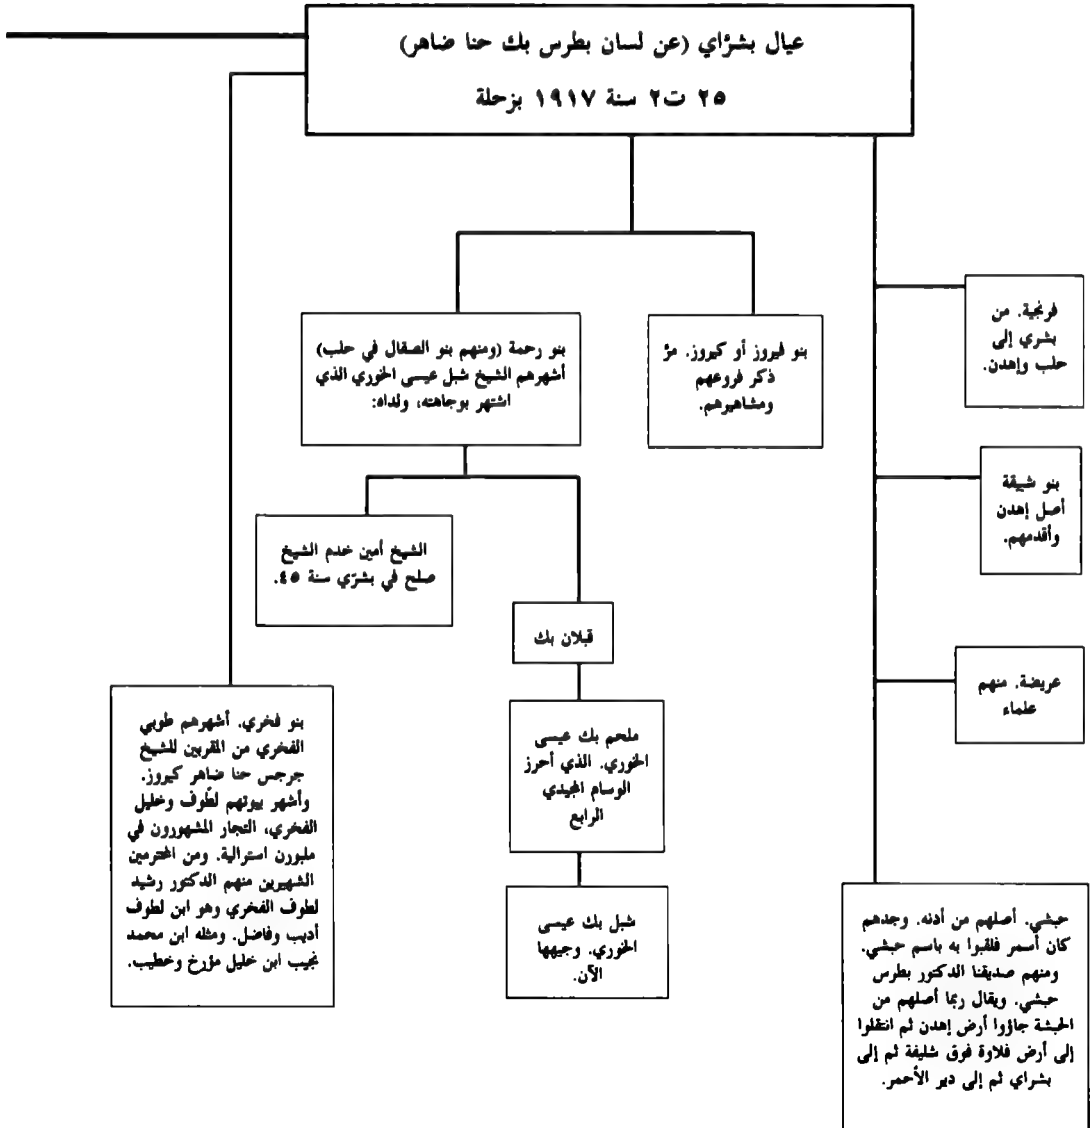 عيال بشرّاي (عن لسان بطرس بك حنا ضاهر)
٢٥ ت٢ سنة ١٩١٧ بزحلة
فرنجية. من
بشري إلى
حلب وإهدن.
بنو رحمة (ومنهم بنو الصقال في حلب)
أشهرهم الشيخ شبل عيسى الخوري الذي
اشتهر بوجاهته، ولداه:
بنو فيروز أو كيروز. مرّ
ذكر فروعهم
ومشاهيرهم.
بنو شبيقة
أصل إهدن
وأقدمهم.
الشيخ أمين خدم الشيخ
صلح في بشرّي سنة ٤٥.
قبلان بك
عريضة. منهم
علماء
بنو فخري. أشهرهم طوبي
الفخري من المقربين للشيخ
جرجس حنا ضاهر كيروز.
وأشهر بيوتهم لطّوف وخليل
الفخري، التجار المشهورون في
ملبورن استرالية. ومن المحترمين
الشهيرين منهم الدكتور رشيد
لطوف الفخري وهو ابن لطوف
أديب وفاضل. ومثله ابن محمد
نجيب ابن خليل مؤرخ وخطيب.
ملحم بك عيسى
الخوري. الذي أحرز
الوسام المجيدي
الرابع
شبل بك عيسى
الخوري. وجيهها
الآن.
حبشي. أصلهم من أدنه. وجدهم
كان أسمر فلقبوا به باسم حبشي.
ومنهم صديقنا الدكتور بطرس
حبشي. ويقال ربما أصلهم من
الحبشة جاؤوا أرض إهدن ثم انتقلوا
إلى أرض فلاوة فوق شليفة ثم إلى
بشراي ثم إلى دير الأحمر.